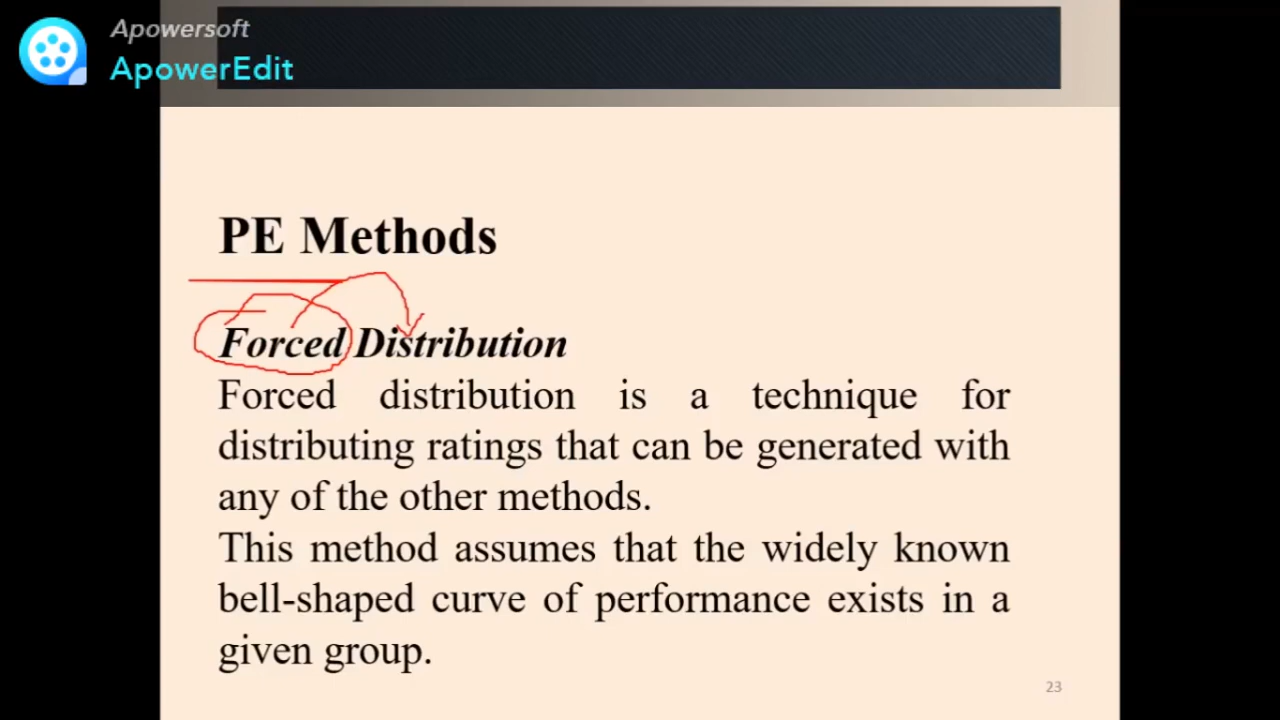 Apowersoft
ApowerEdit
PE Methods
Forced Distribution
Forced distribution is a technique for
distributing ratings that can be generated with
any of the other methods.
This method assumes that the widely known
bell-shaped curve of performance exists in a
given group.
23